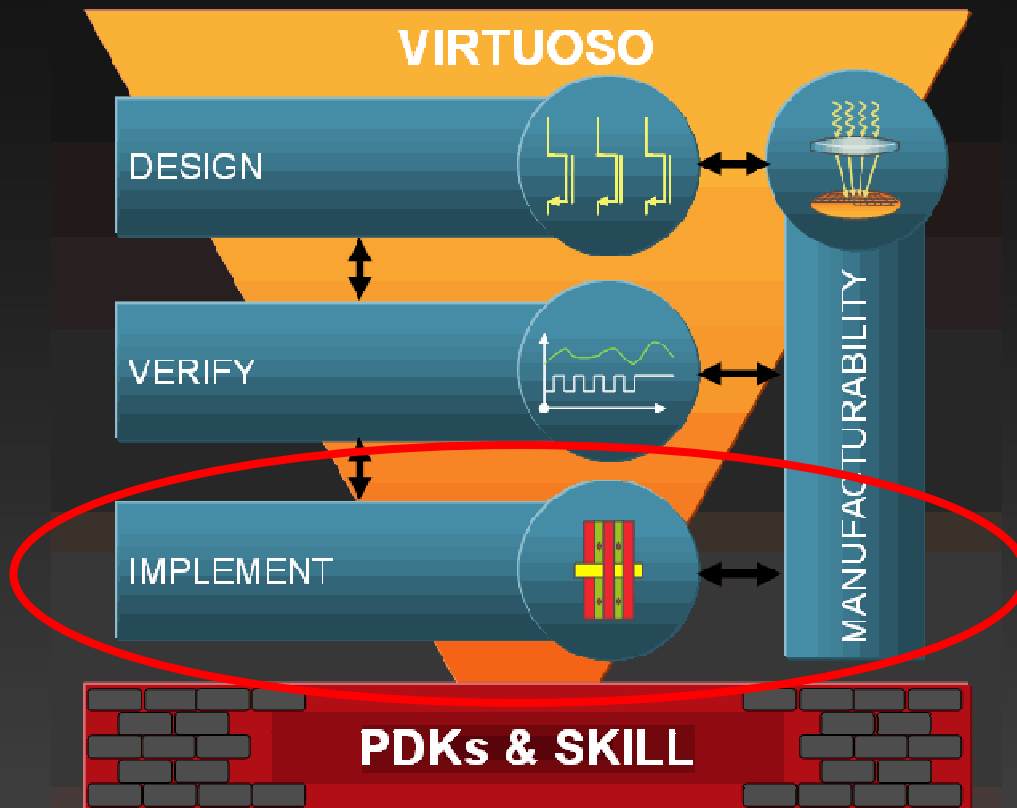 VIRTUOSO
DESIGN
VERIFY
IMPLEMENT
MANUFACTURABILITY
PDKs & SKILL